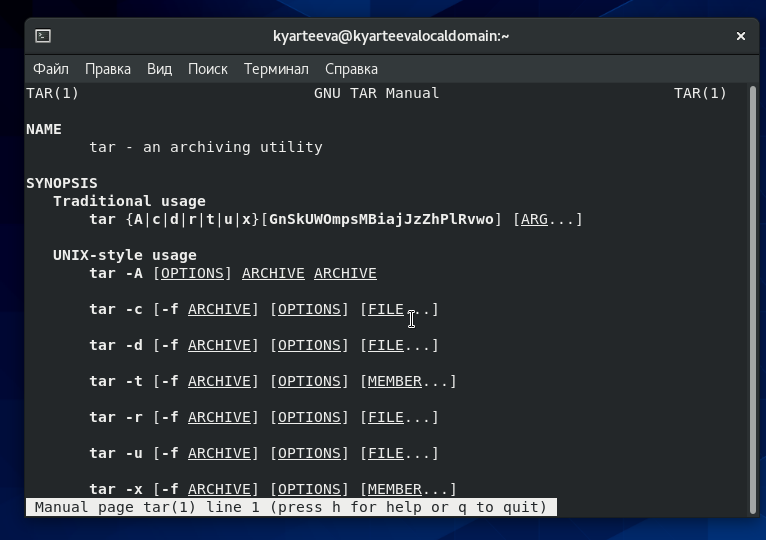 kyarteeva@kyarteevalocaldomain:~
Файл Правка Вид Поиск Терминал Справка
TAR(1) GNU TAR Manual TAR(1)
NAME
tar - an archiving utility
SYNOPSIS
Traditional usage
tar {A|c|d|r|t|u|x}[GnSkUWOmpsMBiajJzZhPlRvwo] [ARG...]
UNIX-style usage
tar -A [OPTIONS] ARCHIVE ARCHIVE
tar -c [-f ARCHIVE] [OPTIONS] [FILE...]
tar -d [-f ARCHIVE] [OPTIONS] [FILE...]
tar -t [-f ARCHIVE] [OPTIONS] [MEMBER...]
tar -r [-f ARCHIVE] [OPTIONS] [FILE...]
tar -u [-f ARCHIVE] [OPTIONS] [FILE...]
tar -x [-f ARCHIVE] [OPTIONS] [MEMBER...]
Manual page tar(1) line 1 (press h for help or q to quit)